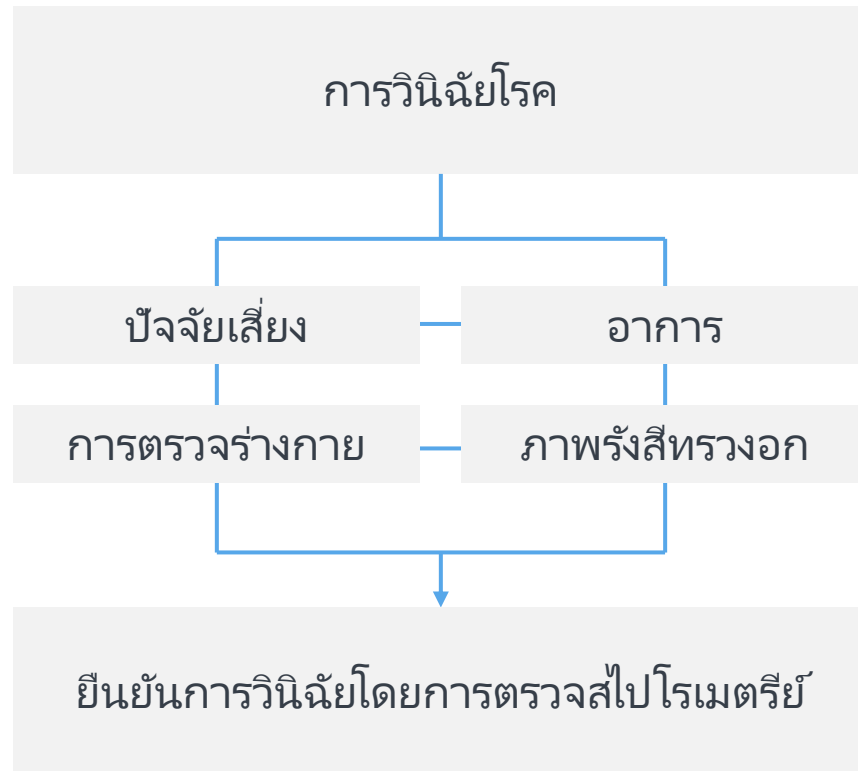 การวินิฉัยโรค
ปัจจัยเสี่ยง
อาการ
การตรวจร่างกาย
ภาพรังสีทรวงอก
ยืนยันการวินิฉัยโดยการตรวจสไปโรเมตรีย์